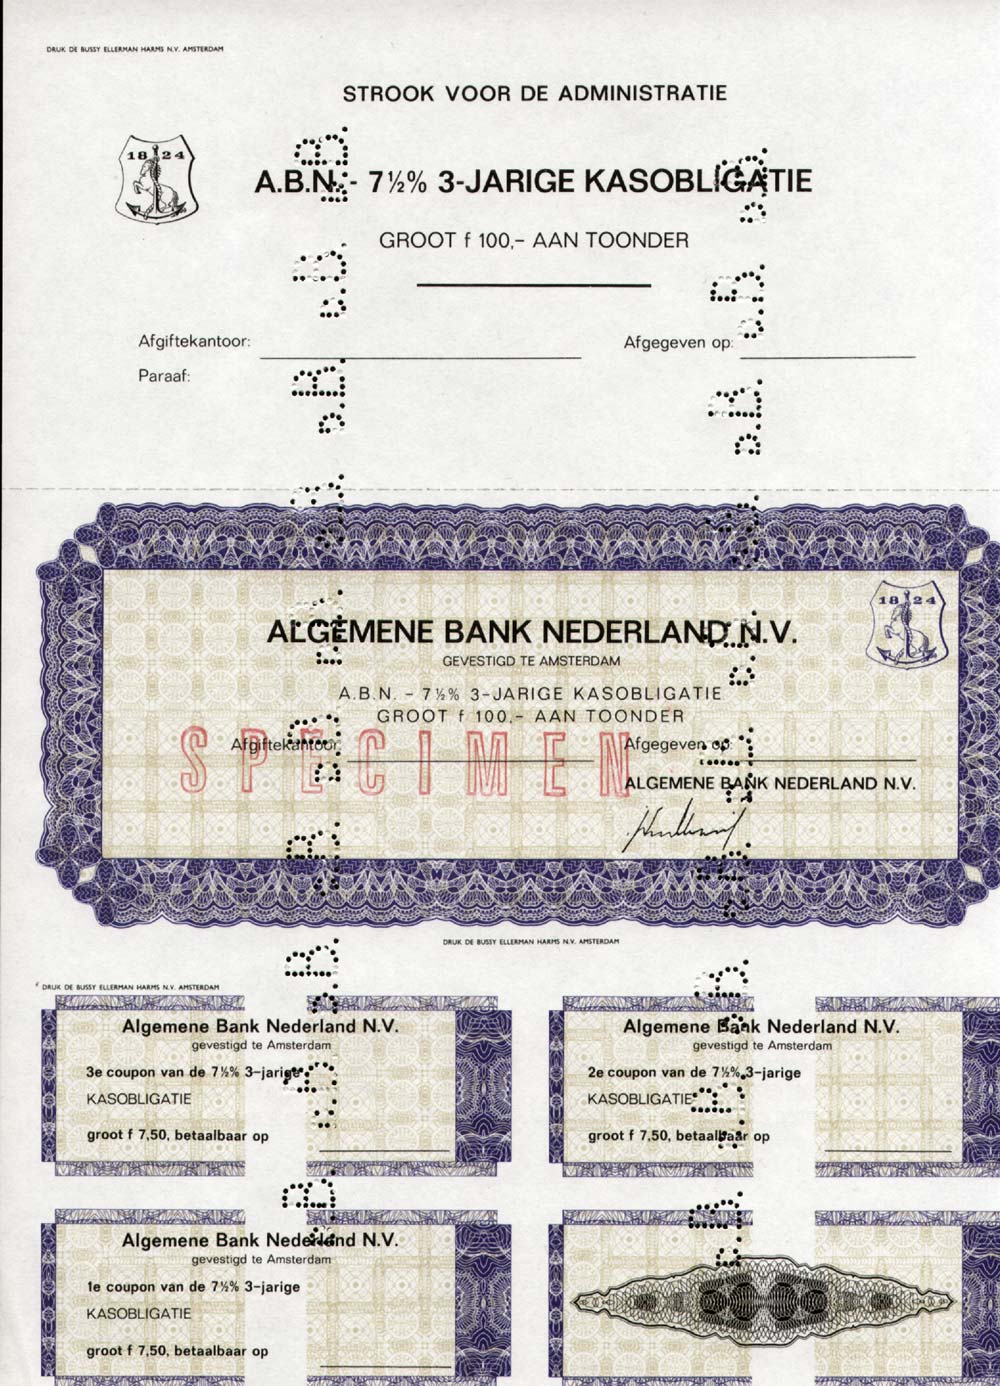 DRUK DE BUSSY ELLERMAN HARMS N.V. AMSTERDAM
STROOK VOOR DE ADMINISTRATIE
18 24
A.B.N. - 7½% 3-JARIGE KASOBLIGATIE
GROOT f 100,- AAN TOONDER
Afgiftekantoor:
Afgegeven op:
Paraaf:
18 24
ALGEMENE BANK NEDERLAND N.V.
GEVESTIGD TE AMSTERDAM
A.B.N. - 7½% 3-JARIGE KASOBLIGATIE
GROOT f 100,- AAN TOONDER
SPECIMEN
Afgiftekantoor:
Afgegeven op:
ALGEMENE BANK NEDERLAND N.V.
DRUK DE BUSSY ELLERMAN HARMS N.V. AMSTERDAM
DRUK DE BUSSY ELLERMAN HARMS N.V. AMSTERDAM
Algemene Bank Nederland N.V.
gevestigd te Amsterdam
3e coupon van de 7½% 3-jarige
KASOBLIGATIE
groot f 7,50, betaalbaar op
Algemene Bank Nederland N.V.
gevestigd te Amsterdam
2e coupon van de 7½% 3-jarige
KASOBLIGATIE
groot f 7,50, betaalbaar op
Algemene Bank Nederland N.V.
gevestigd te Amsterdam
1e coupon van de 7½% 3-jarige
KASOBLIGATIE
groot f 7,50, betaalbaar op